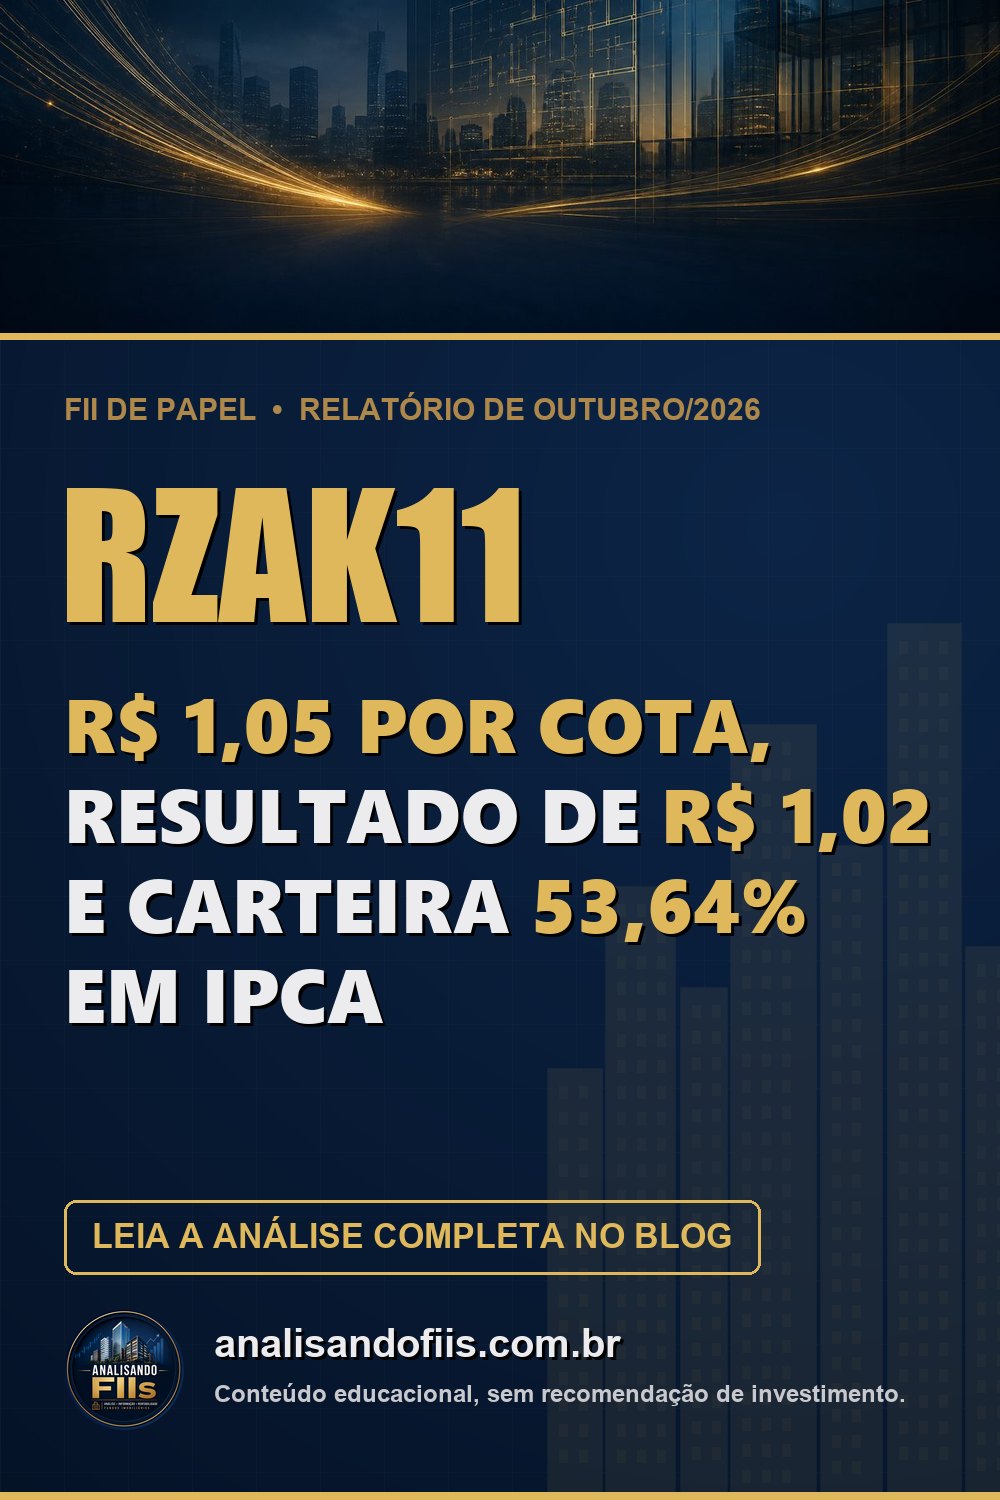 FII DE PAPEL • RELATÓRIO DE OUTUBRO/2026
RZAK11
R$ 1,05 POR COTA,
RESULTADO DE R$ 1,02
E CARTEIRA 53,64%
EM IPCA
LEIA A ANÁLISE COMPLETA NO BLOG
analisandofiis.com.br
Conteúdo educacional, sem recomendação de investimento.
ANALISANDO
FIIs